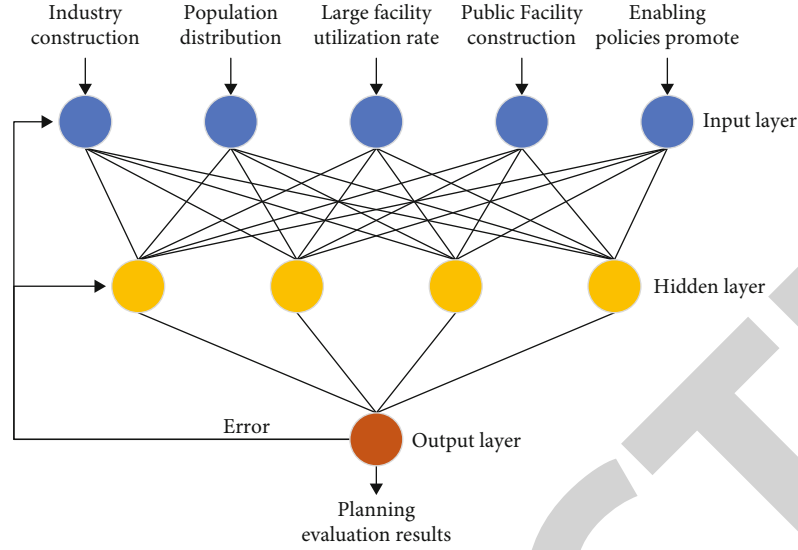 Industry
construction
Population
distribution
Large facility
utilization rate
Public Facility
construction
Enabling
policies promote
Input layer
Hidden layer
Error
Output layer
Planning
evaluation results